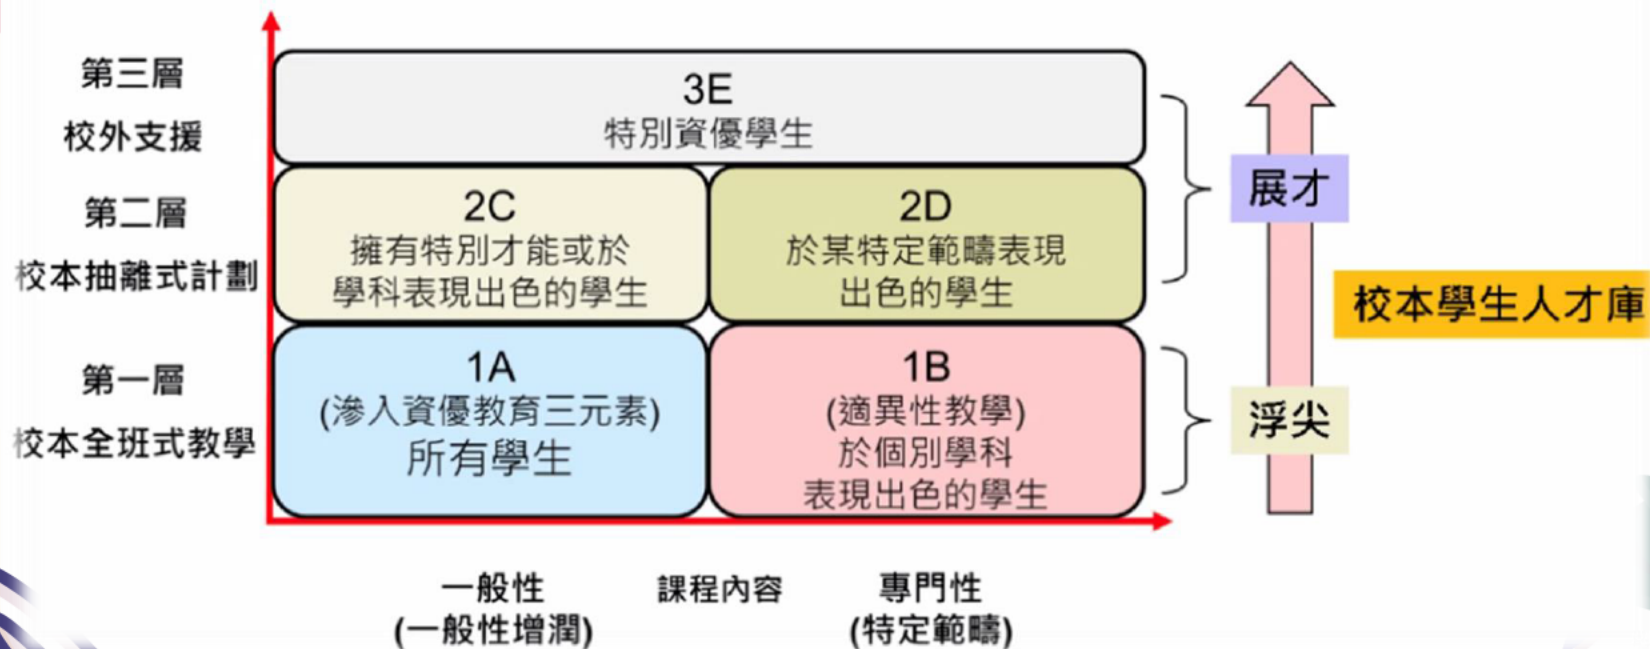 第三層
校外支援
3E
特別資優學生
第二層
校本抽離式計劃
2C
擁有特別才能或於
學科表現出色的學生
2D
於某特定範疇表現
出色的學生
第一層
校本全班式教學
1A
(滲入資優教育三元素)
所有學生
1B
(適異性教學)
於個別學科
表現出色的學生
展才
浮尖
校本學生人才庫
一般性
(一般性增潤)
課程內容
專門性
(特定範疇)